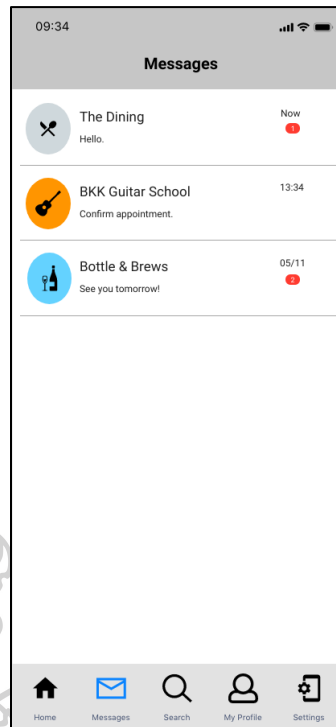 09:34
Messages
The Dining
Now
Hello.
1
BKK Guitar School
13:34
Confirm appointment.
Bottle & Brews
05/11
See you tomorrow!
2
Home Messages Search My Profile Settings